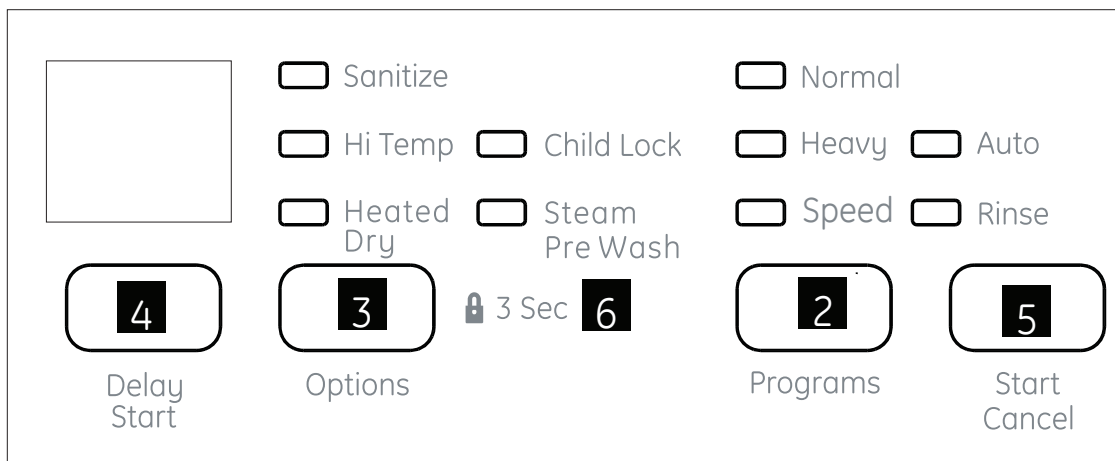 Sanitize
Normal
Hi Temp
Child Lock
Heavy
Auto
Heated
Dry
Steam
Pre Wash
Speed
Rinse
4
3
3 Sec
6
2
5
Delay
Start
Options
Programs
Start
Cancel